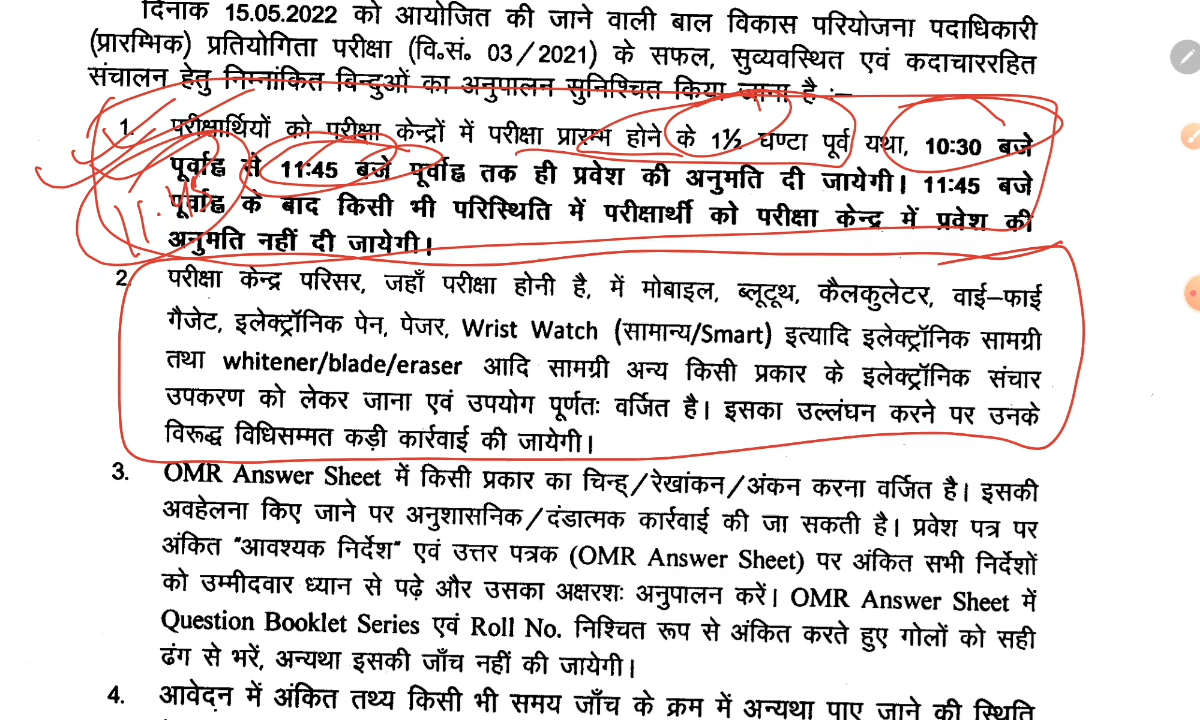 दिनांक 15.05.2022 को आयोजित की जाने वाली बाल विकास परियोजना पदाधिकारी
(प्रारम्भिक) प्रतियोगिता परीक्षा (वि०सं० 03/2021) के सफल, सुव्यवस्थित एवं कदाचाररहित
संचालन हेतु निम्नांकित बिन्दुओं का अनुपालन सुनिश्चित किया जाना है :–
1. परीक्षार्थियों को परीक्षा केन्द्रों में परीक्षा प्रारम्भ होने के 1½ घण्टा पूर्व यथा, 10:30 बजे
पूर्वाह्न से 11:45 बजे पूर्वाह्न तक ही प्रवेश की अनुमति दी जायेगी। 11:45 बजे
पूर्वाह्न के बाद किसी भी परिस्थिति में परीक्षार्थी को परीक्षा केन्द्र में प्रवेश की
11.45
अनुमति नहीं दी जायेगी।
2. परीक्षा केन्द्र परिसर, जहाँ परीक्षा होनी है, में मोबाइल, ब्लूटूथ, कैलकुलेटर, वाई–फाई
गैजेट, इलेक्ट्रॉनिक पेन, पेजर, Wrist Watch (सामान्य/Smart) इत्यादि इलेक्ट्रॉनिक सामग्री
तथा whitener/blade/eraser आदि सामग्री अन्य किसी प्रकार के इलेक्ट्रॉनिक संचार
उपकरण को लेकर जाना एवं उपयोग पूर्णतः वर्जित है। इसका उल्लंघन करने पर उनके
विरूद्ध विधिसम्मत कड़ी कार्रवाई की जायेगी।
3. OMR Answer Sheet में किसी प्रकार का चिन्ह्/रेखांकन/अंकन करना वर्जित है। इसकी
अवहेलना किए जाने पर अनुशासनिक/दंडात्मक कार्रवाई की जा सकती है। प्रवेश पत्र पर
अंकित "आवश्यक निर्देश" एवं उत्तर पत्रक (OMR Answer Sheet) पर अंकित सभी निर्देशों
को उम्मीदवार ध्यान से पढ़े और उसका अक्षरशः अनुपालन करें। OMR Answer Sheet में
Question Booklet Series एवं Roll No. निश्चित रूप से अंकित करते हुए गोलों को सही
ढंग से भरें, अन्यथा इसकी जाँच नहीं की जायेगी।
4. आवेदन में अंकित तथ्य किसी भी समय जाँच के क्रम में अन्यथा पाए जाने की स्थिति